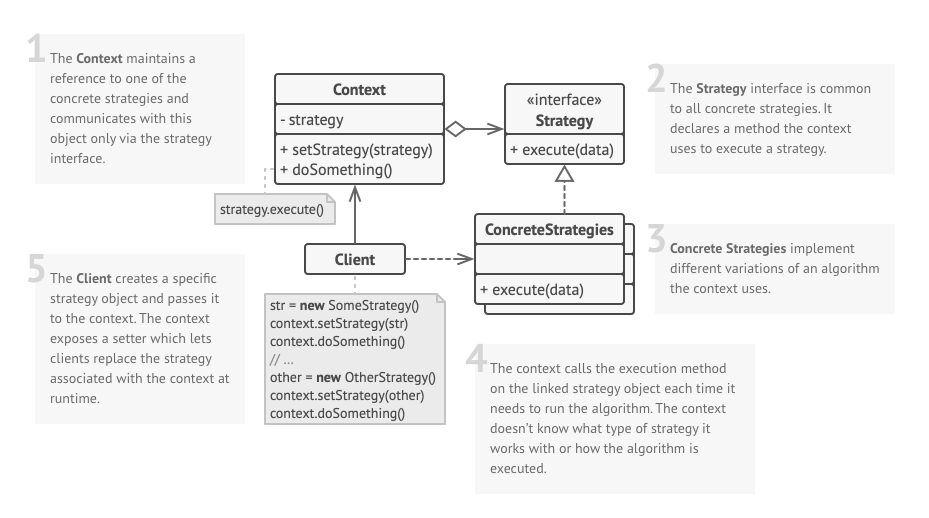 1
The Context maintains a
reference to one of the
concrete strategies and
communicates with this
object only via the strategy
interface.
Context
- strategy
+ setStrategy(strategy)
+ doSomething()
strategy.execute()
«interface»
Strategy
+ execute(data)
2
The Strategy interface is common
to all concrete strategies. It
declares a method the context
uses to execute a strategy.
ConcreteStrategies
+ execute(data)
3
Concrete Strategies implement
different variations of an algorithm
the context uses.
Client
str = new SomeStrategy()
context.setStrategy(str)
context.doSomething()
// ...
other = new OtherStrategy()
context.setStrategy(other)
context.doSomething()
4
The context calls the execution method
on the linked strategy object each time it
needs to run the algorithm. The context
doesn't know what type of strategy it
works with or how the algorithm is
executed.
5
The Client creates a specific
strategy object and passes it
to the context. The context
exposes a setter which lets
clients replace the strategy
associated with the context at
runtime.